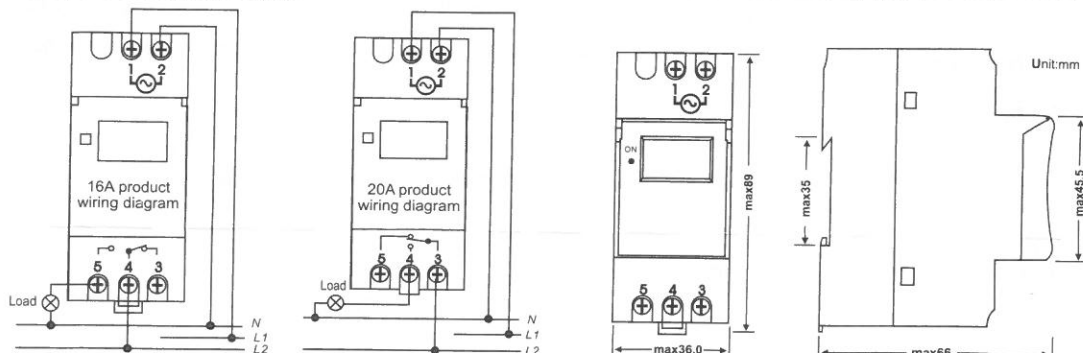 1 2
16A product
wiring diagram
5 4 3
Load
N
L1
L2
1 2
20A product
wiring diagram
5 4 3
Load
N
L1
L2
1 2
ON
5 4 3
max89
max36.0
Unit:mm
max35
max45.5
max66